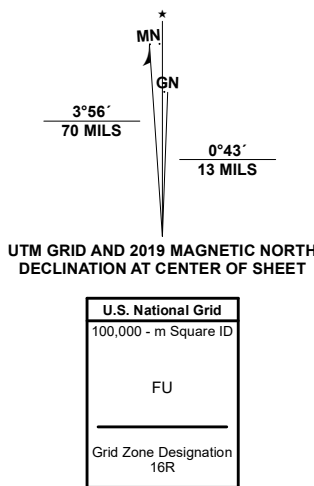 ★
MN
GN
3°56´
70 MILS
0°43´
13 MILS
UTM GRID AND 2019 MAGNETIC NORTH
DECLINATION AT CENTER OF SHEET
U.S. National Grid
100,000 - m Square ID
FU
Grid Zone Designation
16R